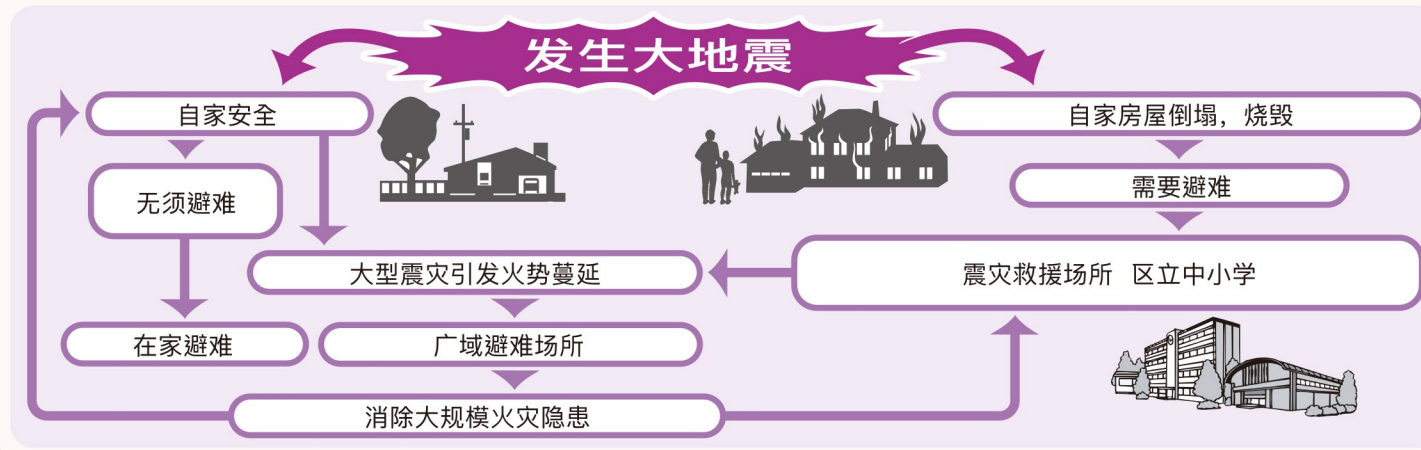 发生大地震
自家安全
自家房屋倒塌，烧毁
无须避难
需要避难
大型震灾引发火势蔓延
震灾救援场所 区立中小学
在家避难
广域避难场所
消除大规模火灾隐患